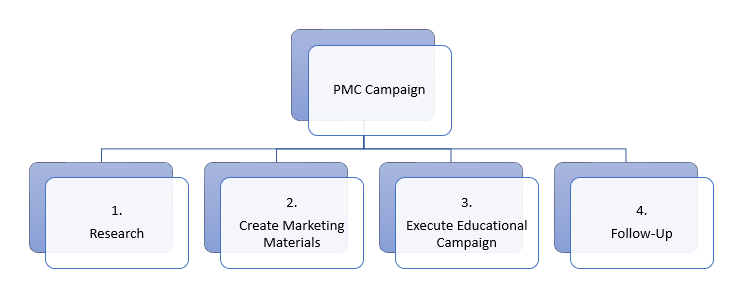 PMC Campaign
1.
Research
2.
Create Marketing
Materials
3.
Execute Educational
Campaign
4.
Follow-Up